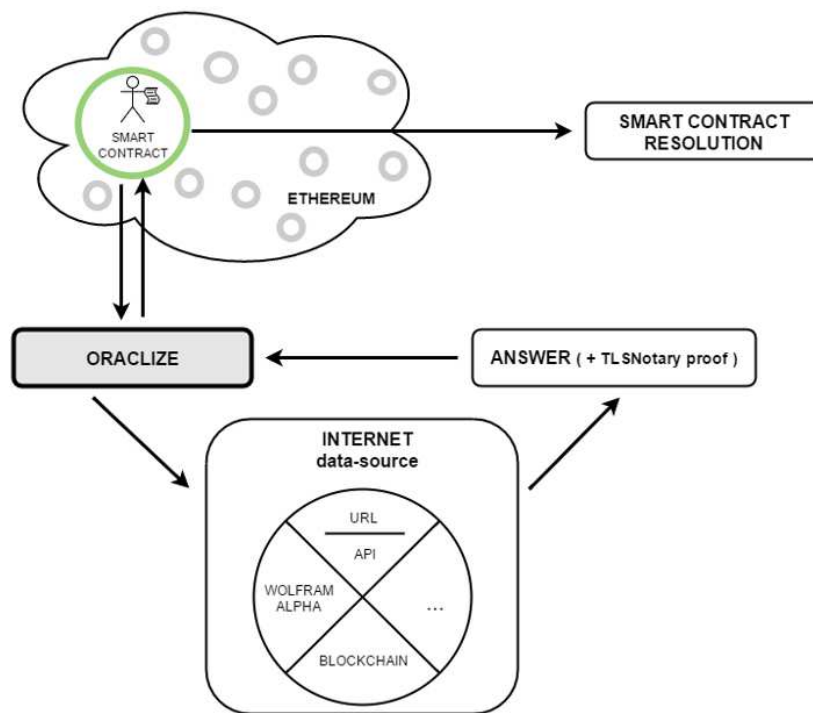 SMART
CONTRACT
SMART CONTRACT
RESOLUTION
ETHEREUM
ORACLIZE
ANSWER ( + TLSNotary proof )
INTERNET
data-source
URL
API
WOLFRAM
ALPHA
...
BLOCKCHAIN